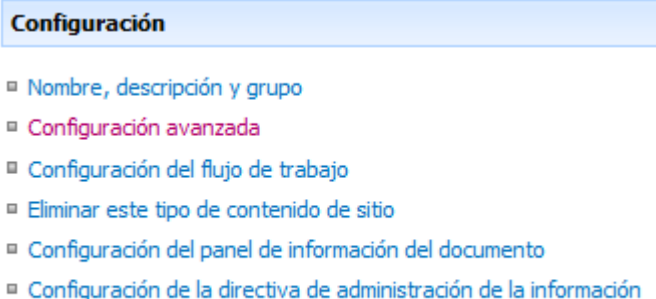 Configuración
Nombre, descripción y grupo
Configuración avanzada
Configuración del flujo de trabajo
Eliminar este tipo de contenido de sitio
Configuración del panel de información del documento
Configuración de la directiva de administración de la información